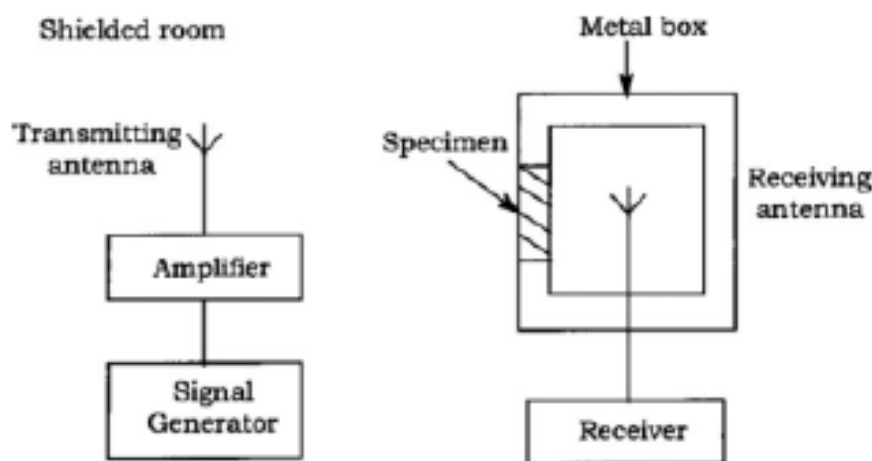 Shielded room
Metal box
Transmitting
antenna
Specimen
Receiving
antenna
Amplifier
Signal
Generator
Receiver